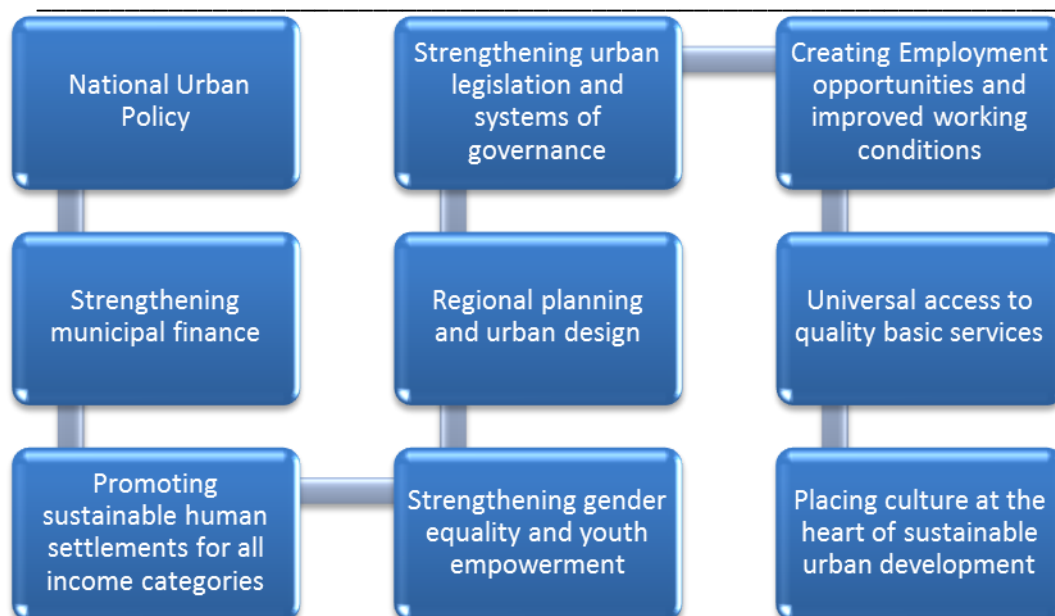 National Urban
Policy
Strengthening
municipal finance
Promoting
sustainable human
settlements for all
income categories
Strengthening gender
equality and youth
empowerment
Regional planning
and urban design
Strengthening urban
legislation and
systems of
governance
Creating Employment
opportunities and
improved working
conditions
Universal access to
quality basic services
Placing culture at the
heart of sustainable
urban development